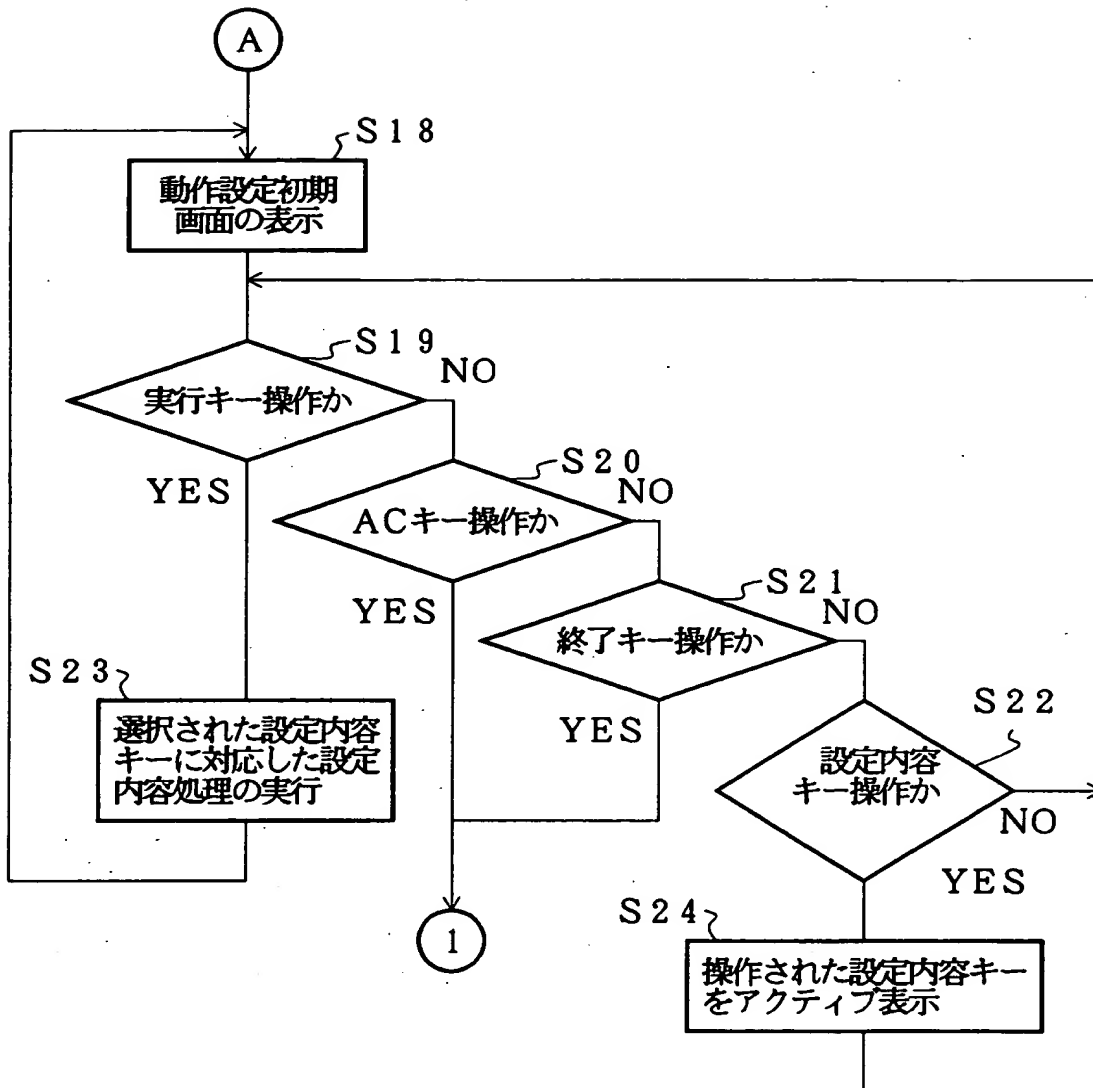 A
S18
動作設定初期
画面の表示
S19
実行キー操作か
NO
YES
S20
ACキー操作か
NO
YES
S21
終了キー操作か
NO
YES
S22
設定内容
キー操作か
NO
YES
S23
選択された設定内容
キーに対応した設定
内容処理の実行
1
S24
操作された設定内容キー
をアクティブ表示